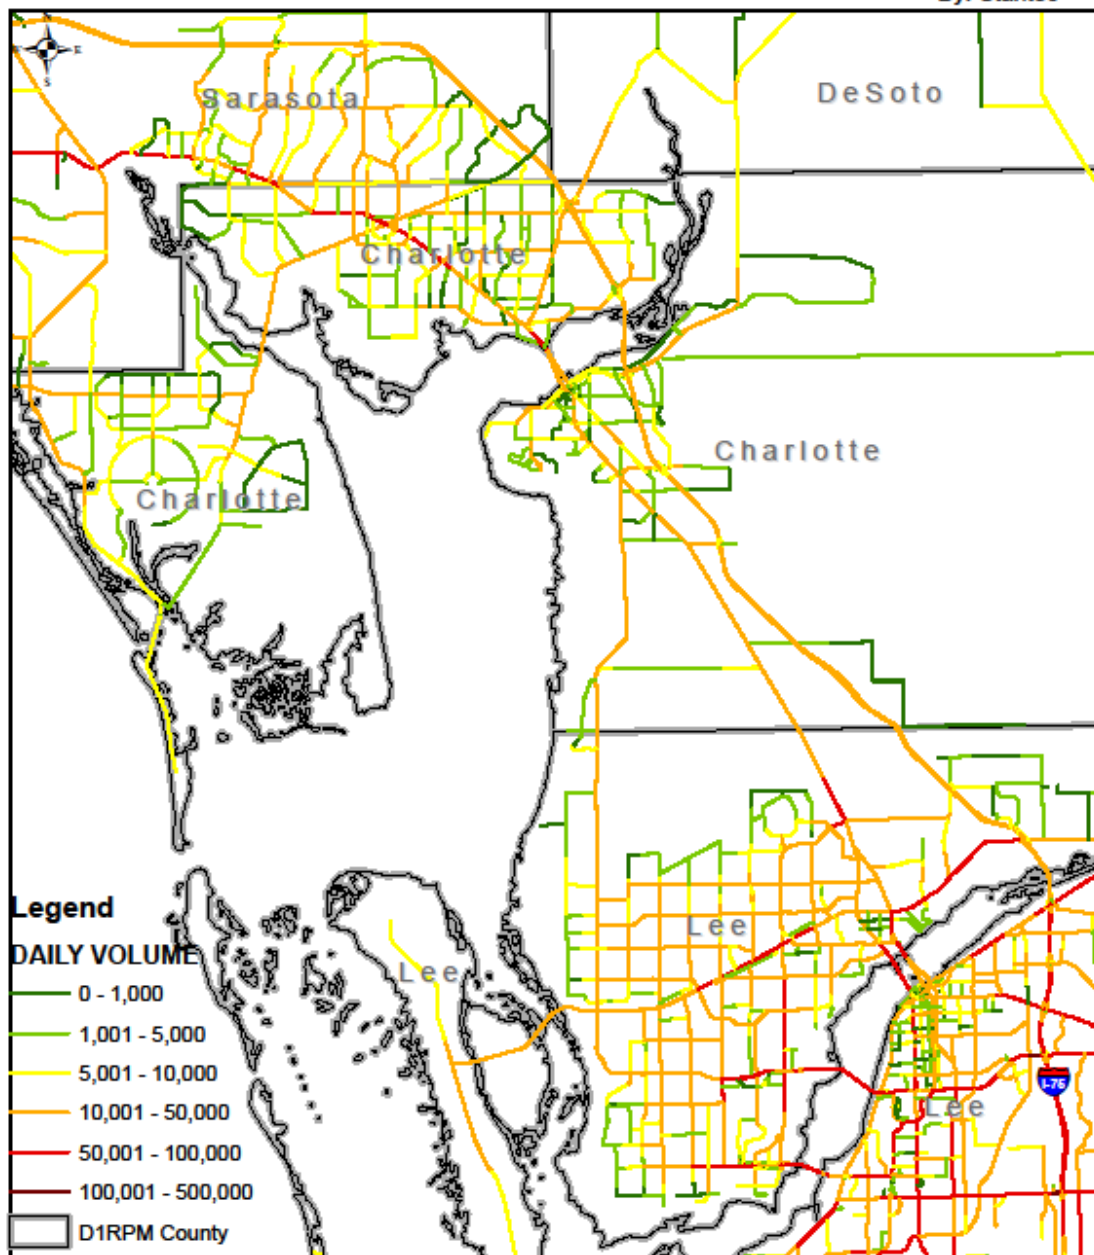 N
E
S
Sarasota
DeSoto
Charlotte
Charlotte
Charlotte
Lee
Lee
I-75
Lee
Legend
DAILY VOLUME
0 - 1,000
1,001 - 5,000
5,001 - 10,000
10,001 - 50,000
50,001 - 100,000
100,001 - 500,000
D1RPM County